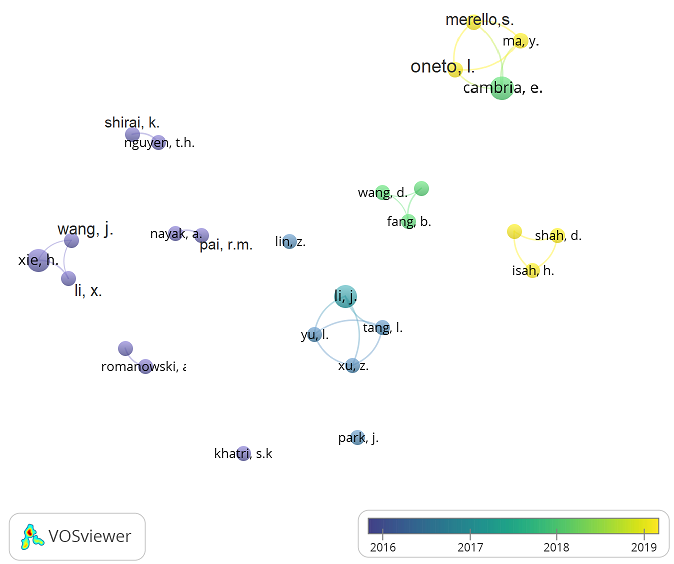 merello,s.
ma, y.
oneto, l.
cambria, e.
shirai, k.
nguyen, t.h.
wang, d.
fang, b.
wang, j.
nayak, a.
pai, r.m.
lin, z.
shah, d.
xie, h.
isah, h.
li, x.
li, j.
tang, l.
yu, l.
xu, z.
romanowski, a
park, j.
khatri, s.k
VOSviewer
2016 2017 2018 2019